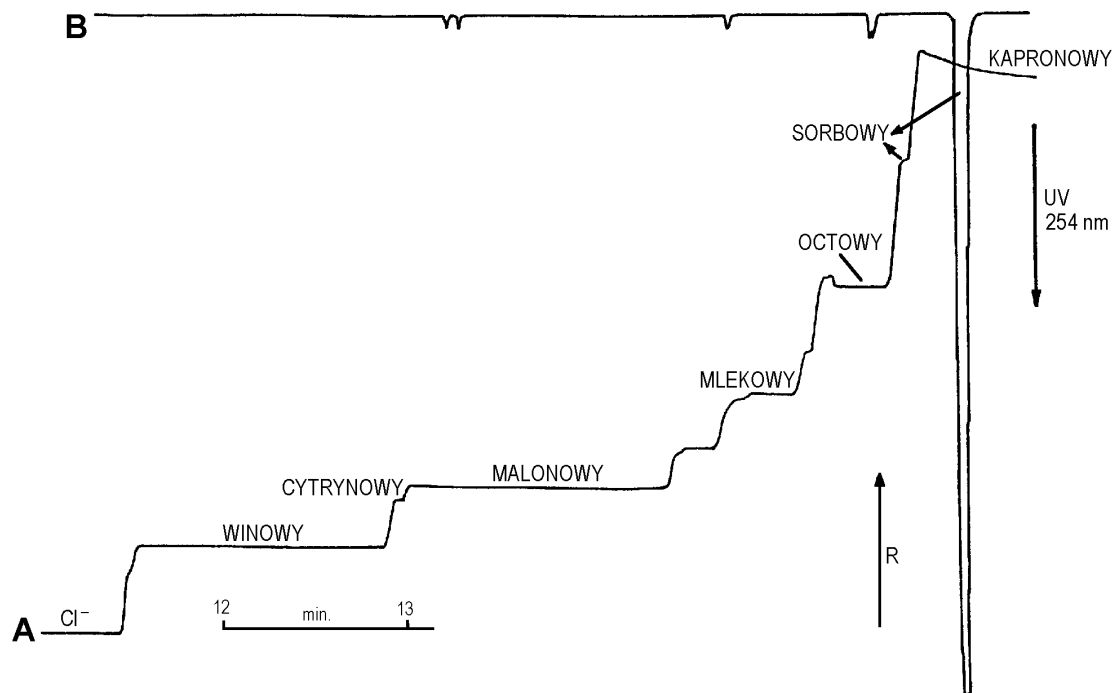 B
KAPRONOWY
SORBOWY
UV
254 nm
OCTOWY
MLEKOWY
MALONOWY
CYTRYNOWY
WINOWY
R
Cl⁻
12
min.
13
A